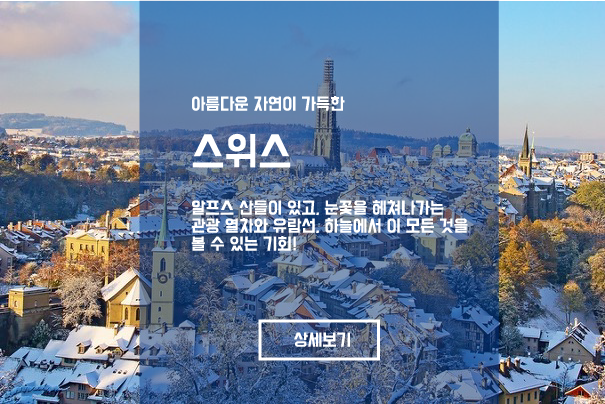 아름다운 자연이 가득한
스위스
알프스 산들이 있고, 눈꽃을 헤쳐나가는
관광 열차와 유람선, 하늘에서 이 모든 것을
볼 수 있는 기회!
상세보기